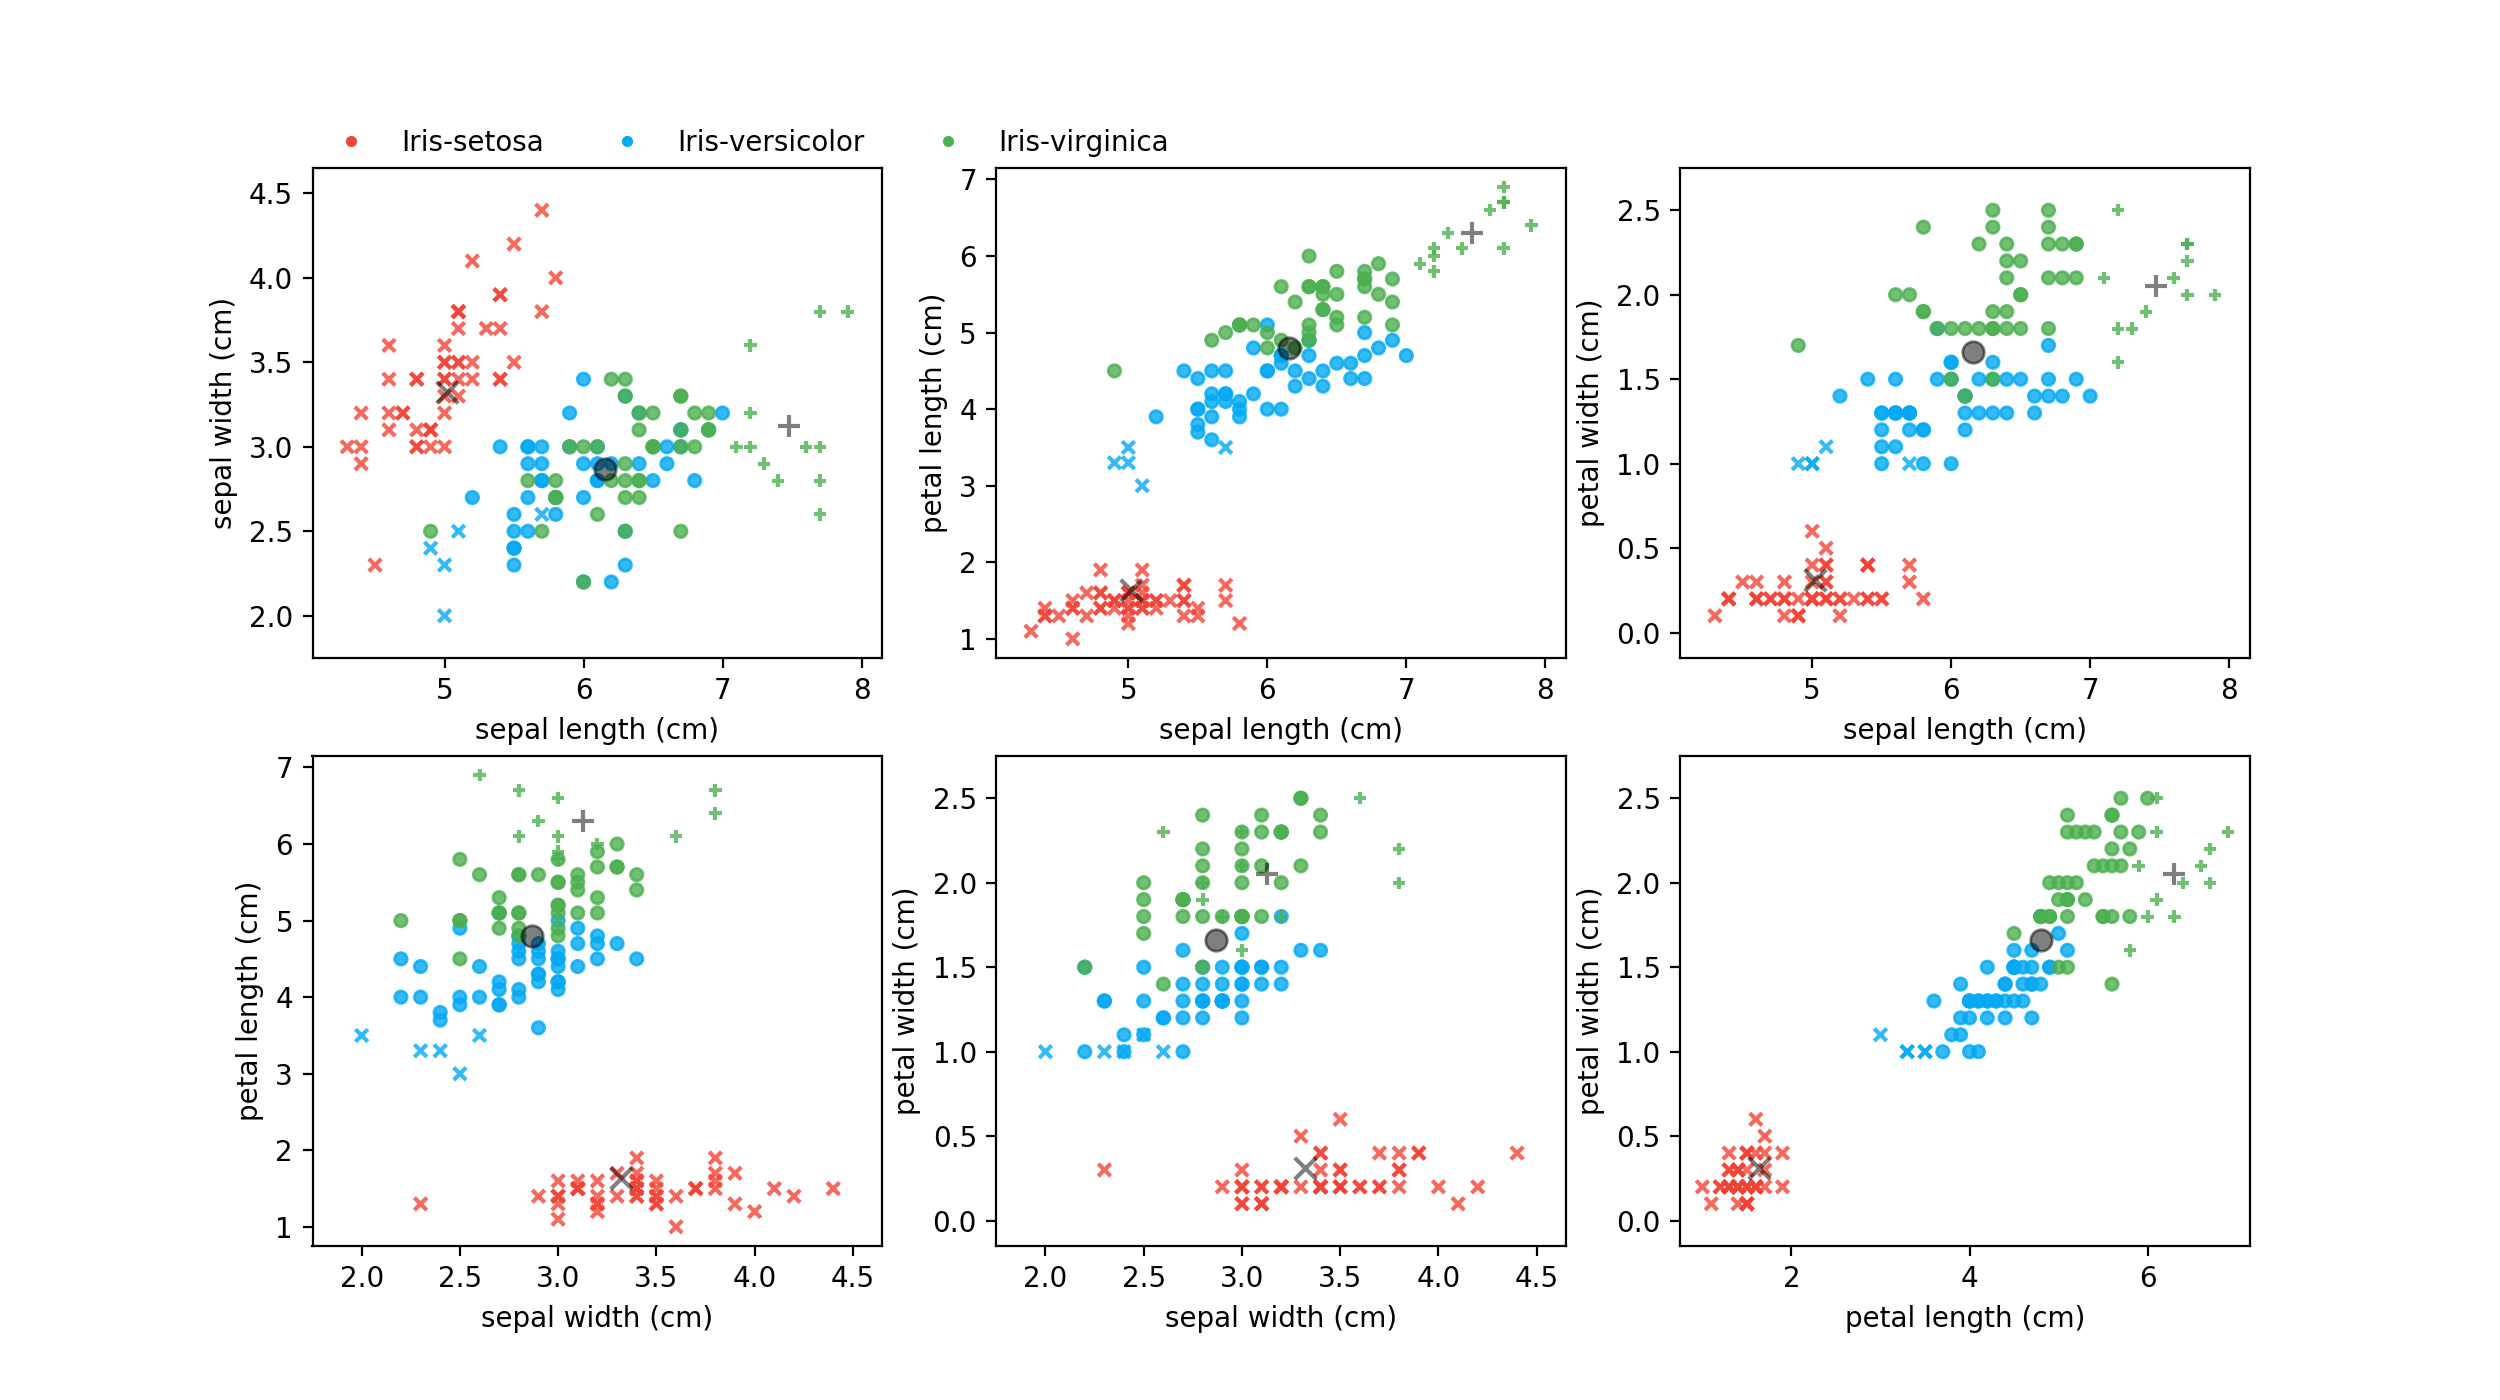 Iris-setosa Iris-versicolor Iris-virginica
4.5
4.0
3.5
3.0
2.5
2.0
sepal width (cm)
5 6 7 8
sepal length (cm)
7
6
5
4
3
2
1
petal length (cm)
5 6 7 8
sepal length (cm)
2.5
2.0
1.5
1.0
0.5
0.0
petal width (cm)
5 6 7 8
sepal length (cm)
7
6
5
4
3
2
1
petal length (cm)
2.0 2.5 3.0 3.5 4.0 4.5
sepal width (cm)
2.5
2.0
1.5
1.0
0.5
0.0
petal width (cm)
2.0 2.5 3.0 3.5 4.0 4.5
sepal width (cm)
2.5
2.0
1.5
1.0
0.5
0.0
petal width (cm)
2 4 6
petal length (cm)